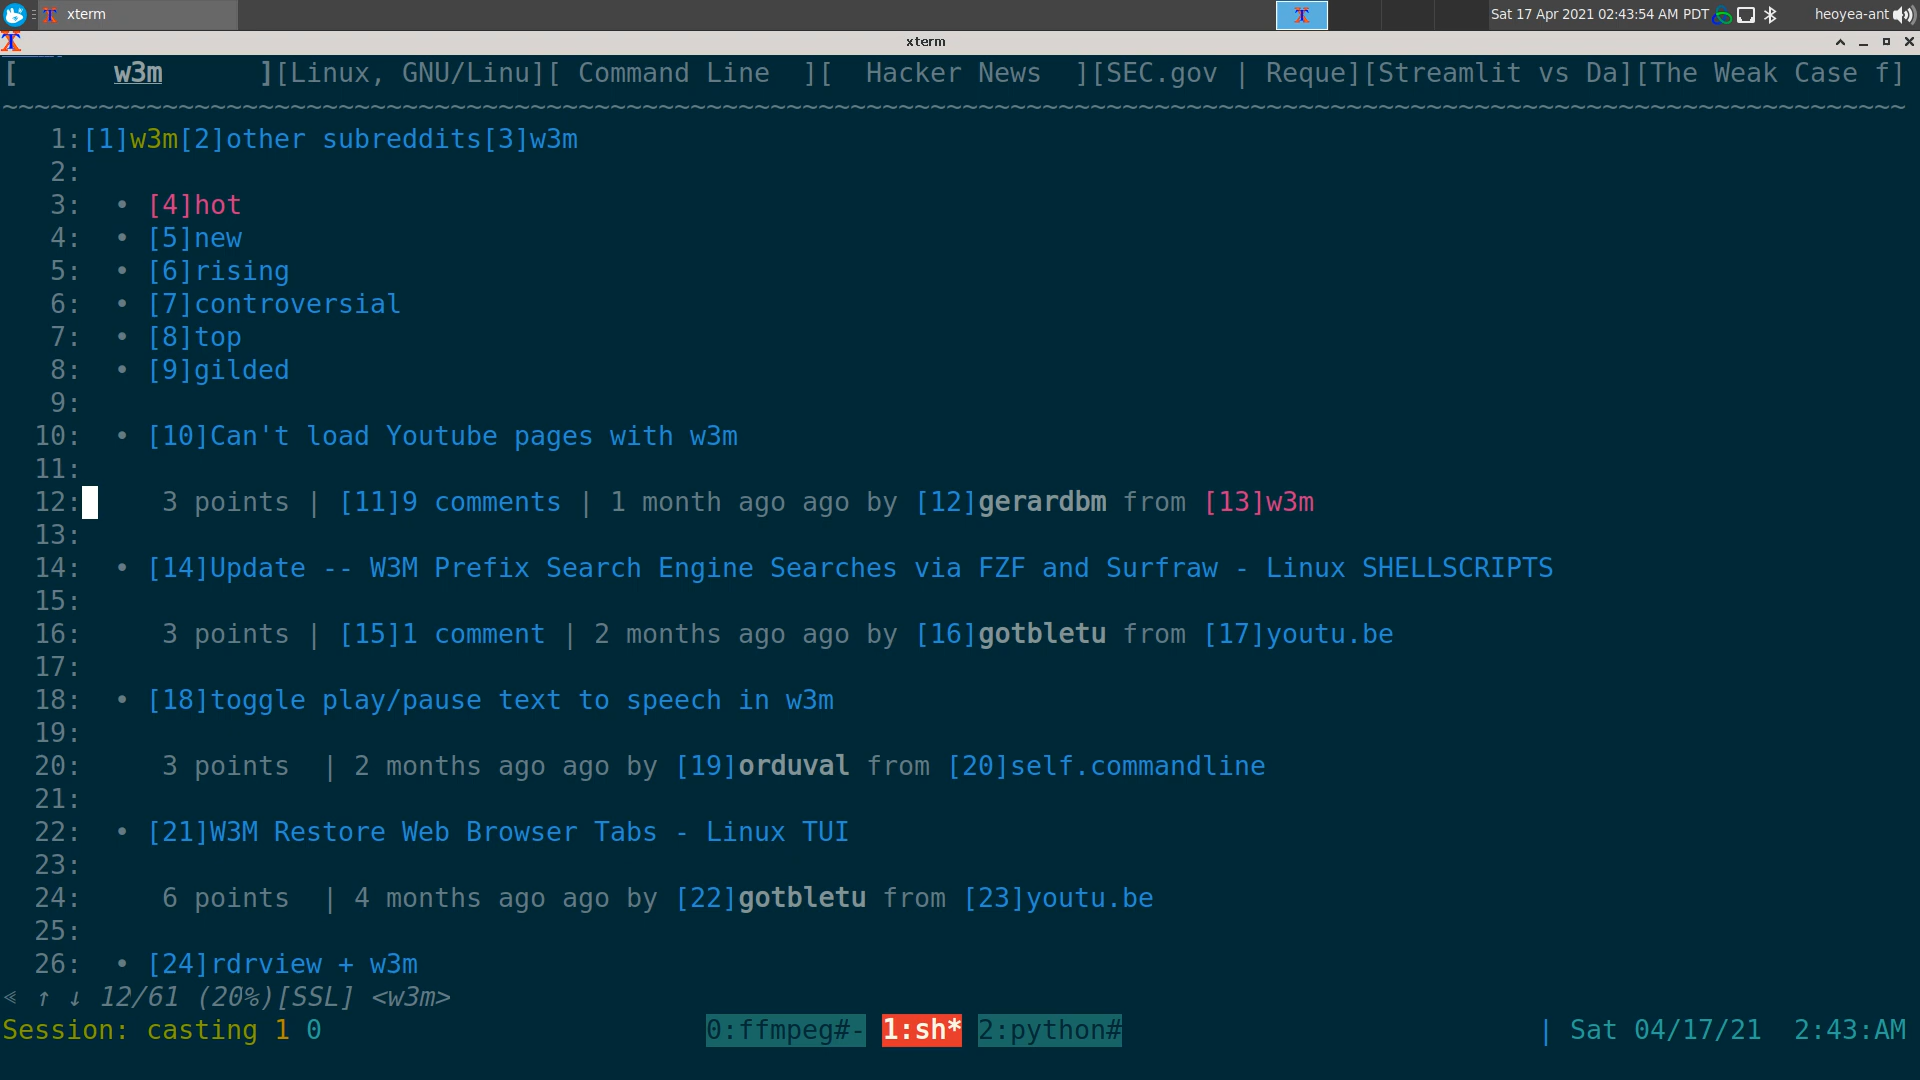 xterm
Sat 17 Apr 2021 02:43:54 AM PDT
heoyea-ant
xterm
[ w3m ][Linux, GNU/Linu][ Command Line ][ Hacker News ][SEC.gov | Reque][Streamlit vs Da][The Weak Case f]
~~~~~~~~~~~~~~~~~~~~~~~~~~~~~~~~~~~~~~~~~~~~~~~~~~~~~~~~~~~~~~~~~~~~~~~~~~~~~~~~~~~~~~~~~~~~~~~~~~~~~~~~~~~~~~~~~~~~~~~
1:[1]w3m[2]other subreddits[3]w3m
2:
3: • [4]hot
4: • [5]new
5: • [6]rising
6: • [7]controversial
7: • [8]top
8: • [9]gilded
9:
10: • [10]Can't load Youtube pages with w3m
11:
12: 3 points | [11]9 comments | 1 month ago ago by [12]gerardbm from [13]w3m
13:
14: • [14]Update -- W3M Prefix Search Engine Searches via FZF and Surfraw - Linux SHELLSCRIPTS
15:
16: 3 points | [15]1 comment | 2 months ago ago by [16]gotbletu from [17]youtu.be
17:
18: • [18]toggle play/pause text to speech in w3m
19:
20: 3 points | 2 months ago ago by [19]orduval from [20]self.commandline
21:
22: • [21]W3M Restore Web Browser Tabs - Linux TUI
23:
24: 6 points | 4 months ago ago by [22]gotbletu from [23]youtu.be
25:
26: • [24]rdrview + w3m
⋖ ↑ ↓ 12/61 (20%)[SSL] <w3m>
Session: casting 1 0 0:ffmpeg#- 1:sh* 2:python# | Sat 04/17/21 2:43:AM